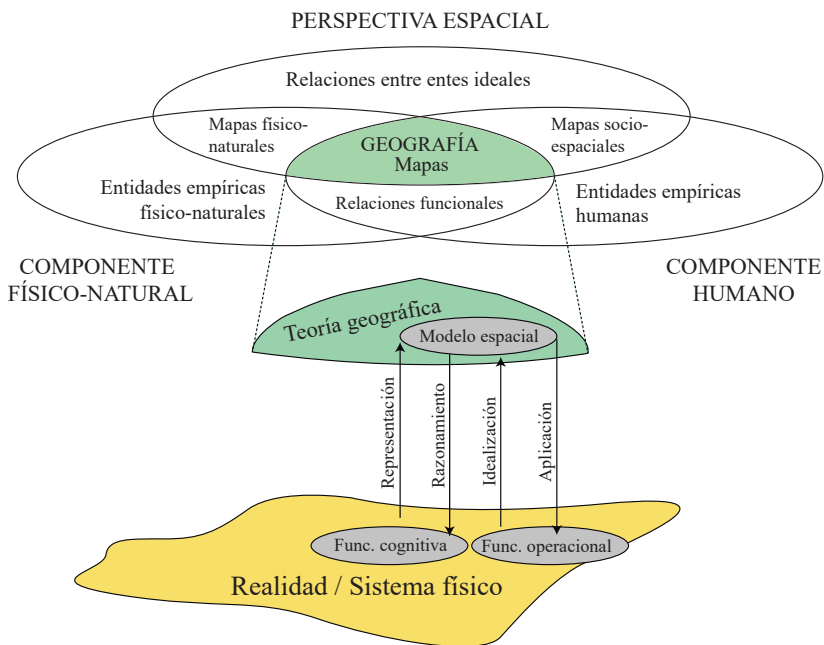 PERSPECTIVA ESPACIAL
Relaciones entre entes ideales
Mapas físico-
naturales
GEOGRAFÍA
Mapas
Mapas socio-
espaciales
Entidades empíricas
físico-naturales
Relaciones funcionales
Entidades empíricas
humanas
COMPONENTE
FÍSICO-NATURAL
COMPONENTE
HUMANO
Teoría geográfica
Modelo espacial
Representación
Razonamiento
Idealización
Aplicación
Func. cognitiva
Func. operacional
Realidad / Sistema físico